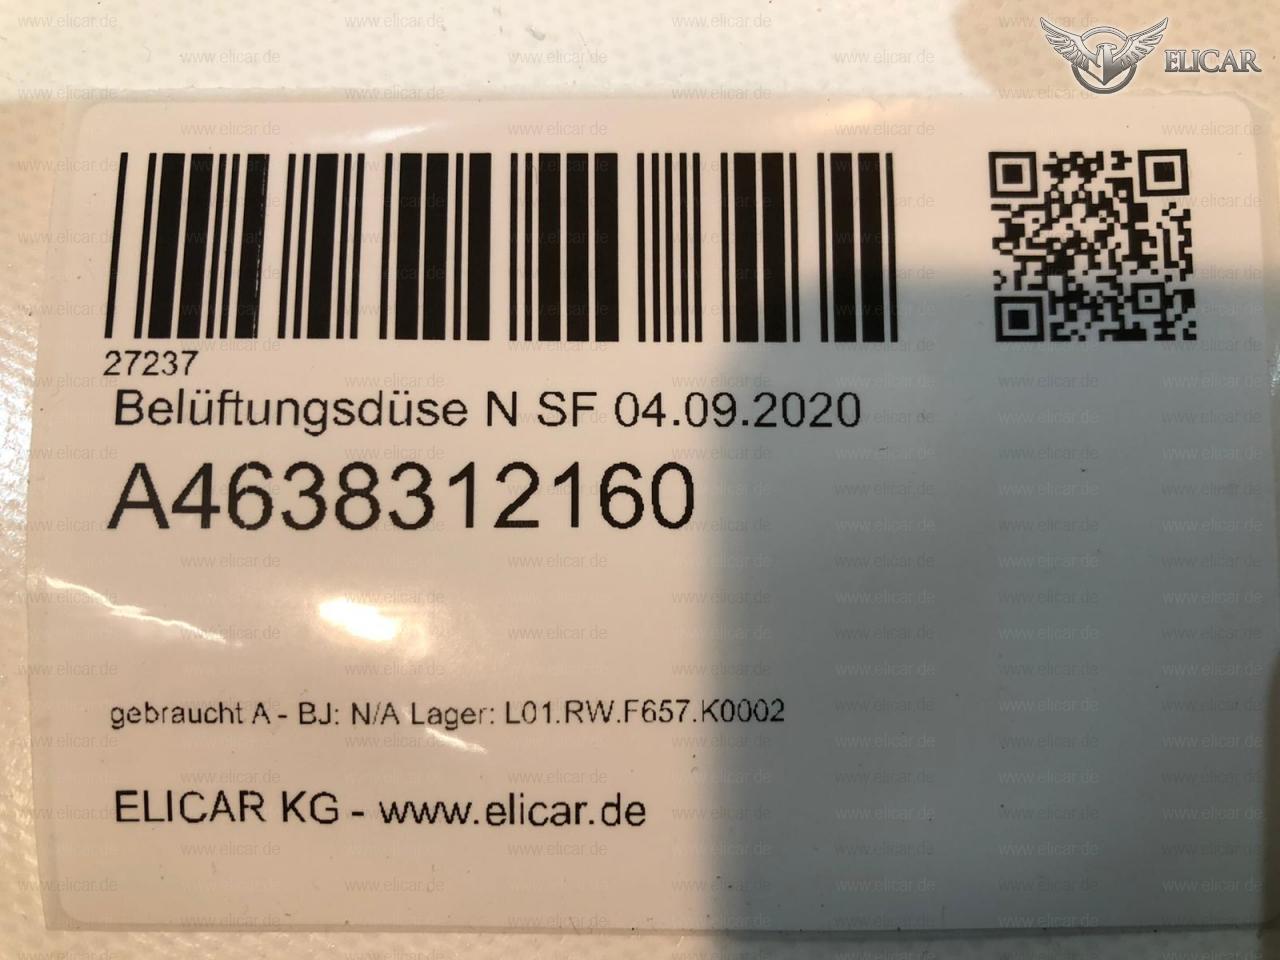 ELICAR
27237
Belüftungsdüse N SF 04.09.2020
A4638312160
gebraucht A - BJ: N/A Lager: L01.RW.F657.K0002
ELICAR KG - www.elicar.de